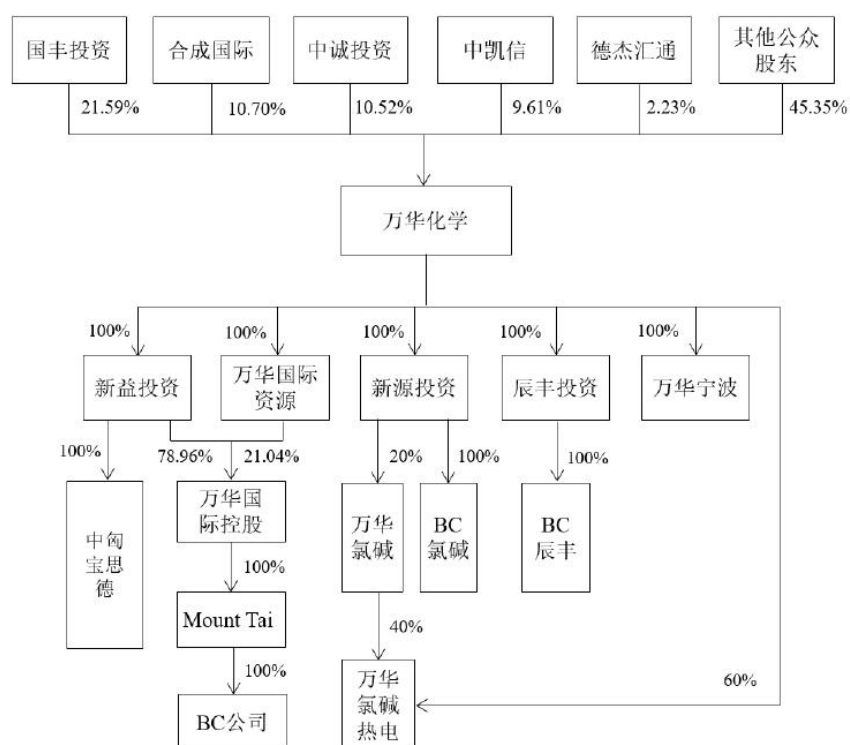 国丰投资
合成国际
中诚投资
中凯信
德杰汇通
其他公众
股东
21.59%
10.70%
10.52%
9.61%
2.23%
45.35%
万华化学
100%
100%
100%
100%
100%
新益投资
万华国际
资源
新源投资
辰丰投资
万华宁波
100%
78.96%
21.04%
20%
100%
100%
中匈
宝思
德
万华国
际控股
万华
氯碱
BC
氯碱
BC
辰丰
100%
Mount Tai
40%
100%
60%
BC公司
万华
氯碱
热电